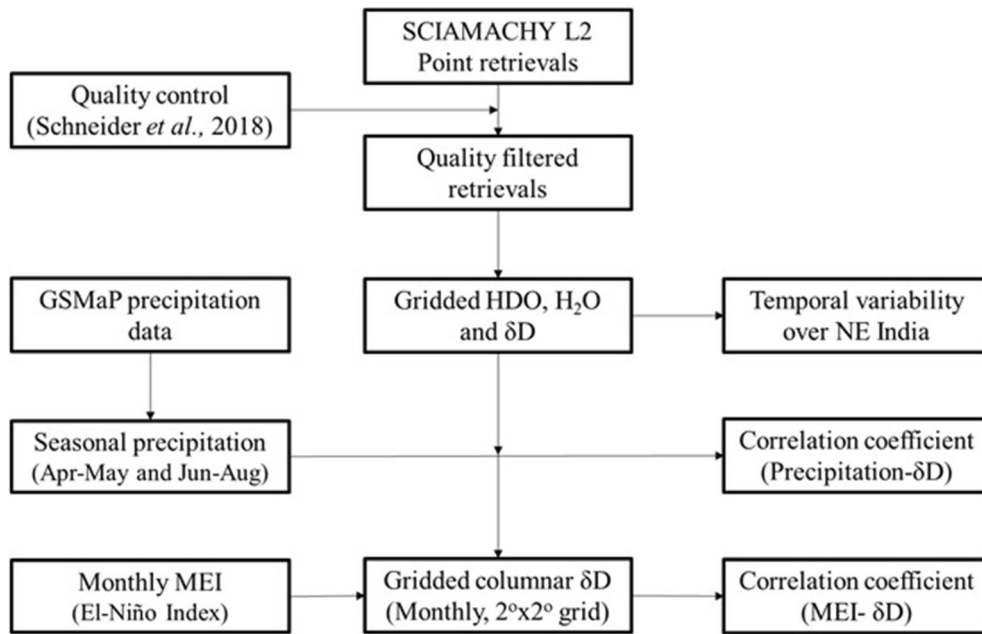 SCIAMACHY L2
Point retrievals
Quality control
(Schneider et al., 2018)
Quality filtered
retrievals
GSMaP precipitation
data
Gridded HDO, H₂O
and δD
Temporal variability
over NE India
Seasonal precipitation
(Apr-May and Jun-Aug)
Correlation coefficient
(Precipitation-δD)
Monthly MEI
(El-Niño Index)
Gridded columnar δD
(Monthly, 2ºx2º grid)
Correlation coefficient
(MEI- δD)